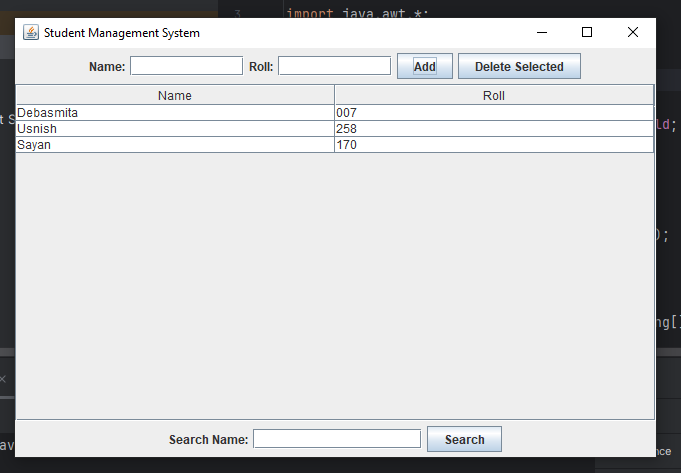 3 import java.awt.*;
Student Management System
Name: Roll: Add Delete Selected
Name Roll
Debasmita 007
Usnish 258
Sayan 170
t S
ld;
);
ng[]
Search Name: Search
av
nce